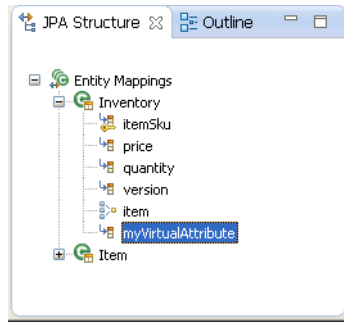 JPA Structure Outline
Entity Mappings
Inventory
itemSku
price
quantity
version
item
myVirtualAttribute
Item